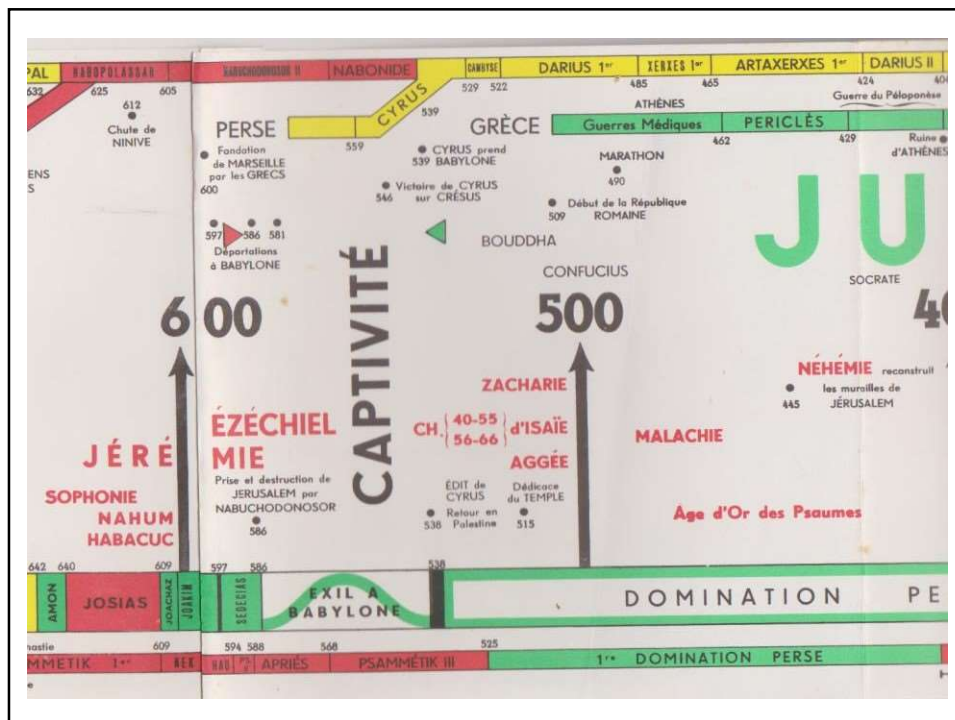 PAL NABOPOLASSAR NABUCHODONOSOR II NABONIDE CYRUS CAMBYSE DARIUS 1er XERXES 1er ARTAXERXES 1er DARIUS II
632 625 605 539 529 522 485 465 424 404
612
Chute de
NINIVE
PERSE
559
GRÈCE
ATHÈNES
Guerres Médiques PERICLÈS
462 429
Guerre du Péloponèse
Ruine
d'ATHÈNES
ENS
S
Fondation
de MARSEILLE
par les GRECS
600
CYRUS prend
539 BABYLONE
Victoire de CYRUS
546 sur CRÉSUS
MARATHON
490
Début de la République
509 ROMAINE
597 586 581
Déportations
à BABYLONE
BOUDDHA
CONFUCIUS
JU
SOCRATE
600
CAPTIVITÉ
500
40
NÉHÉMIE reconstruit
les murailles de
445 JÉRUSALEM
ZACHARIE
CH. { 40-55 } d'ISAÏE
56-66
AGGÉE
MALACHIE
Âge d'Or des Psaumes
JÉRÉ
MIE
ÉZÉCHIEL
SOPHONIE
NAHUM
HABACUC
Prise et destruction de
JERUSALEM par
NABUCHODONOSOR
586
ÉDIT de
CYRUS
Retour en
538 Palestine
Dédicace
du TEMPLE
515
642 640 609 597 586 538
AMON JOSIAS JOACHAZ JOAKIM SEDECIAS EXIL A
BABYLONE
DOMINATION PE
nastie 609 594 588 568 525
MMETIK 1er NEK HAU APRIÉS PSAMMÉTIK III 1re DOMINATION PERSE